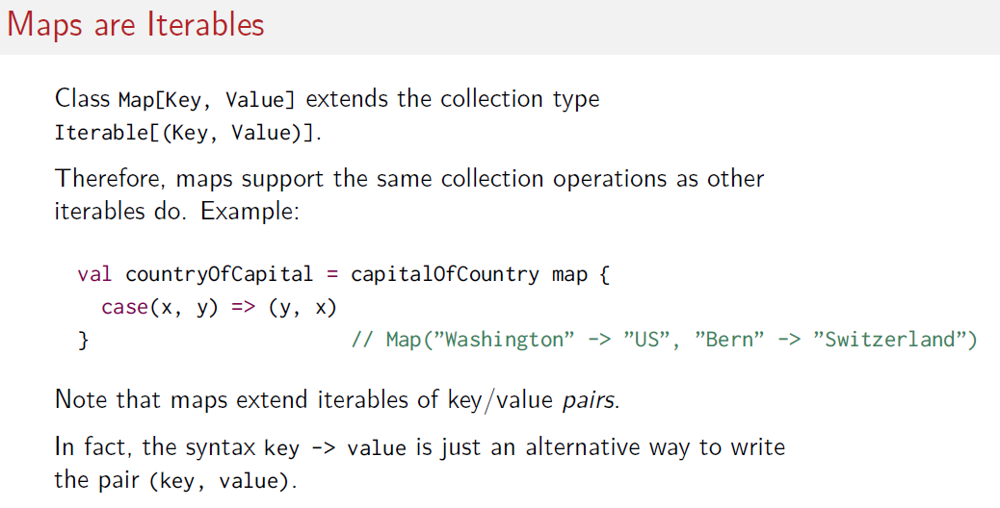 Maps are Iterables
Class Map[Key, Value] extends the collection type
Iterable[(Key, Value)].
Therefore, maps support the same collection operations as other
iterables do. Example:
val countryOfCapital = capitalOfCountry map {
case(x, y) => (y, x)
} // Map(”Washington” -> ”US”, ”Bern” -> ”Switzerland”)
Note that maps extend iterables of key/value pairs.
In fact, the syntax key -> value is just an alternative way to write
the pair (key, value).